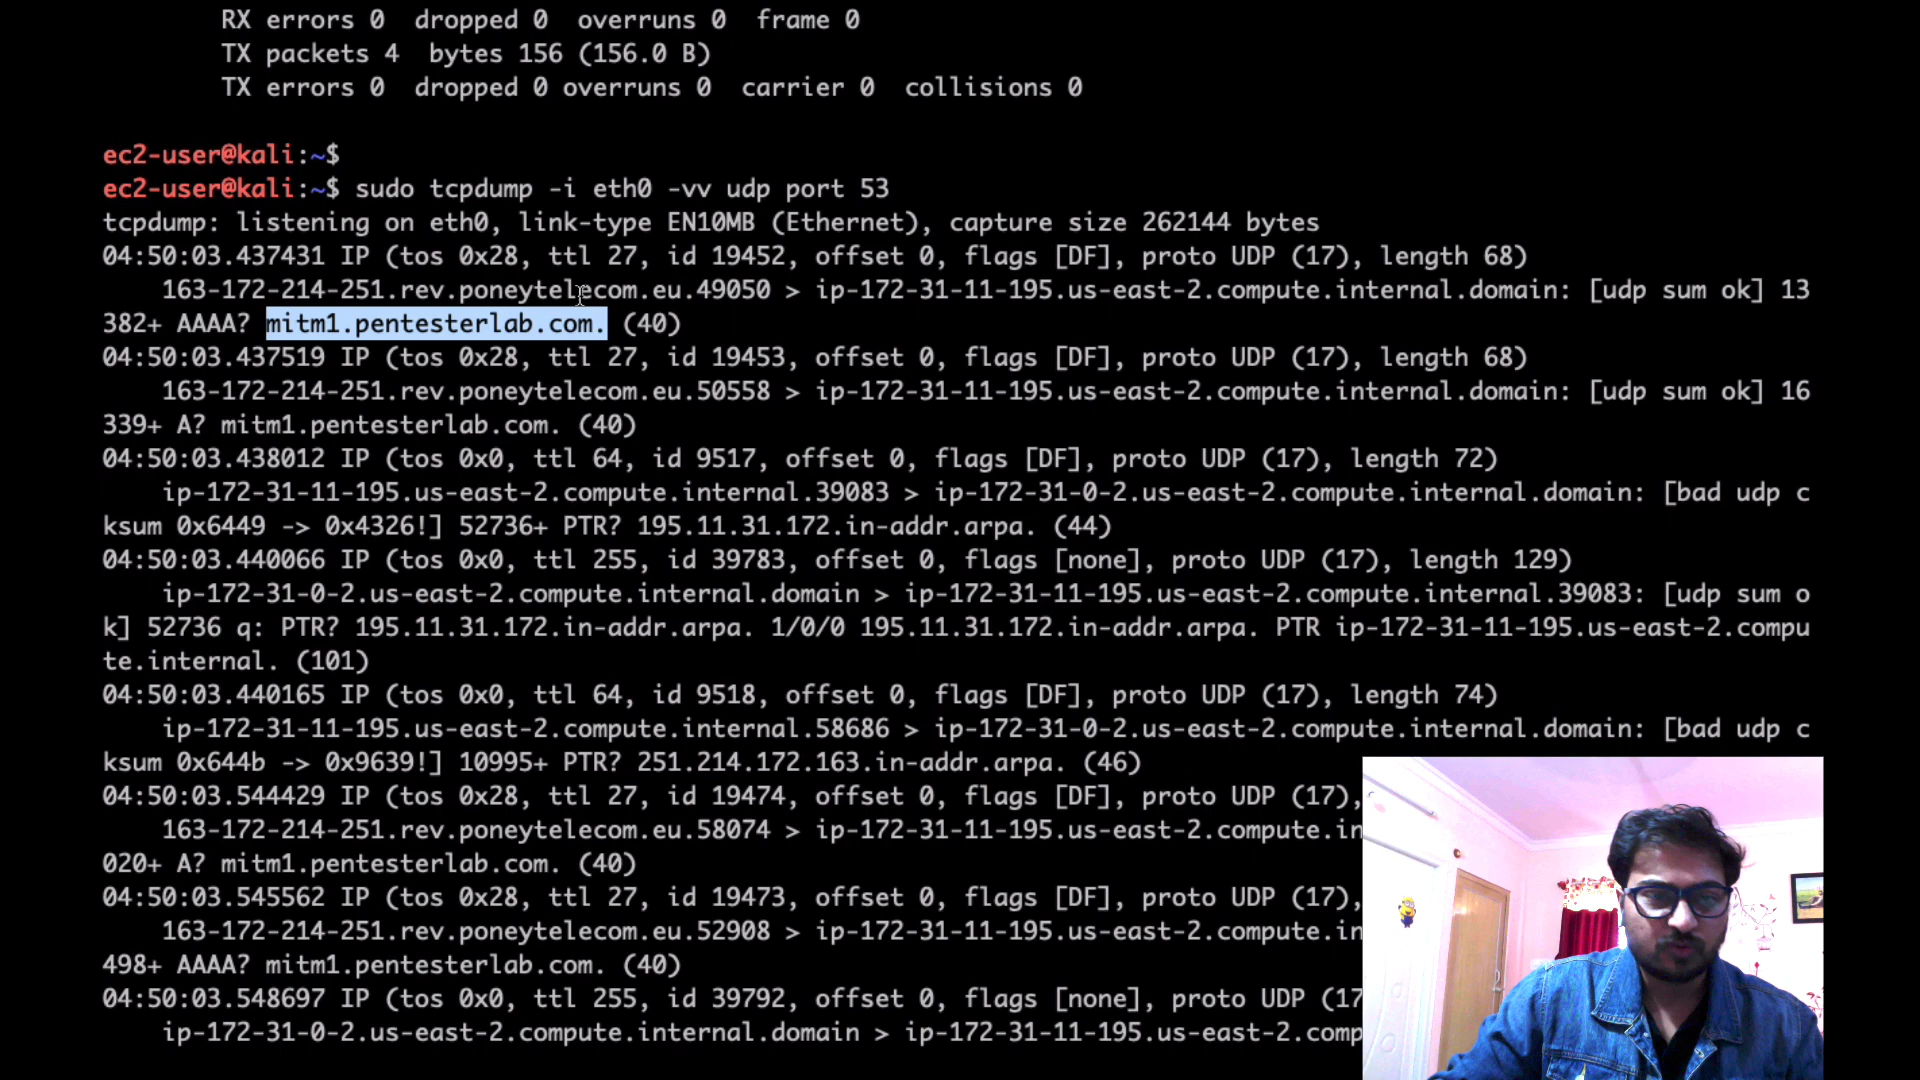 RX errors 0  dropped 0  overruns 0  frame 0
TX packets 4  bytes 156 (156.0 B)
TX errors 0  dropped 0 overruns 0  carrier 0  collisions 0
ec2-user@kali:~$
ec2-user@kali:~$ sudo tcpdump -i eth0 -vv udp port 53
tcpdump: listening on eth0, link-type EN10MB (Ethernet), capture size 262144 bytes
04:50:03.437431 IP (tos 0x28, ttl 27, id 19452, offset 0, flags [DF], proto UDP (17), length 68)
163-172-214-251.rev.poneytelecom.eu.49050 > ip-172-31-11-195.us-east-2.compute.internal.domain: [udp sum ok] 13
382+ AAAA? mitm1.pentesterlab.com. (40)
04:50:03.437519 IP (tos 0x28, ttl 27, id 19453, offset 0, flags [DF], proto UDP (17), length 68)
163-172-214-251.rev.poneytelecom.eu.50558 > ip-172-31-11-195.us-east-2.compute.internal.domain: [udp sum ok] 16
339+ A? mitm1.pentesterlab.com. (40)
04:50:03.438012 IP (tos 0x0, ttl 64, id 9517, offset 0, flags [DF], proto UDP (17), length 72)
ip-172-31-11-195.us-east-2.compute.internal.39083 > ip-172-31-0-2.us-east-2.compute.internal.domain: [bad udp c
ksum 0x6449 -> 0x4326!] 52736+ PTR? 195.11.31.172.in-addr.arpa. (44)
04:50:03.440066 IP (tos 0x0, ttl 255, id 39783, offset 0, flags [none], proto UDP (17), length 129)
ip-172-31-0-2.us-east-2.compute.internal.domain > ip-172-31-11-195.us-east-2.compute.internal.39083: [udp sum o
k] 52736 q: PTR? 195.11.31.172.in-addr.arpa. 1/0/0 195.11.31.172.in-addr.arpa. PTR ip-172-31-11-195.us-east-2.compu
te.internal. (101)
04:50:03.440165 IP (tos 0x0, ttl 64, id 9518, offset 0, flags [DF], proto UDP (17), length 74)
ip-172-31-11-195.us-east-2.compute.internal.58686 > ip-172-31-0-2.us-east-2.compute.internal.domain: [bad udp c
ksum 0x644b -> 0x9639!] 10995+ PTR? 251.214.172.163.in-addr.arpa. (46)
04:50:03.544429 IP (tos 0x28, ttl 27, id 19474, offset 0, flags [DF], proto UDP (17),
163-172-214-251.rev.poneytelecom.eu.58074 > ip-172-31-11-195.us-east-2.compute.in
020+ A? mitm1.pentesterlab.com. (40)
04:50:03.545562 IP (tos 0x28, ttl 27, id 19473, offset 0, flags [DF], proto UDP (17),
163-172-214-251.rev.poneytelecom.eu.52908 > ip-172-31-11-195.us-east-2.compute.in
498+ AAAA? mitm1.pentesterlab.com. (40)
04:50:03.548697 IP (tos 0x0, ttl 255, id 39792, offset 0, flags [none], proto UDP (17
ip-172-31-0-2.us-east-2.compute.internal.domain > ip-172-31-11-195.us-east-2.comp